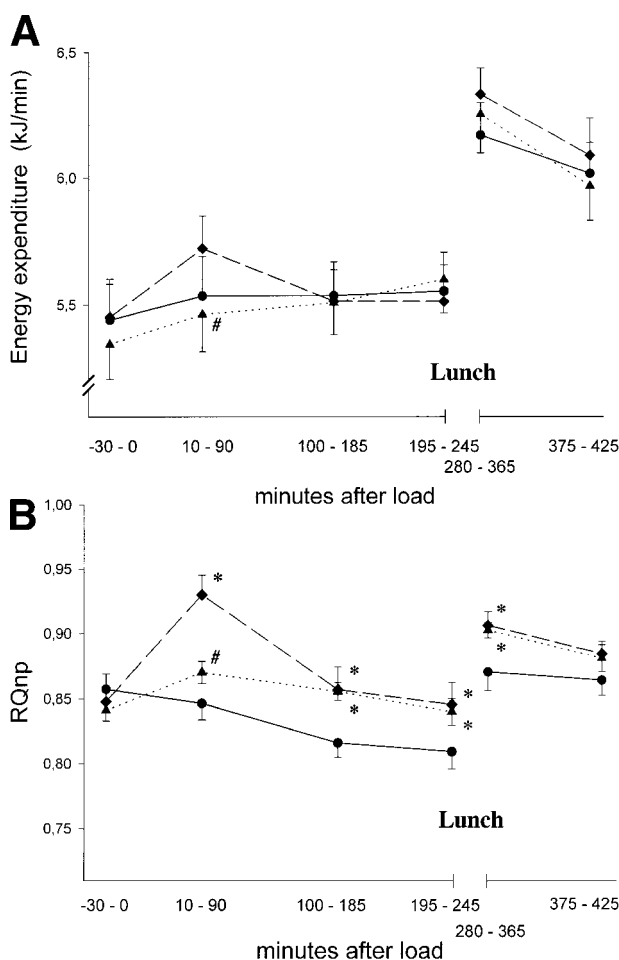 A
Energy expenditure (kJ/min)
6,5
6,0
5,5
#
Lunch
-30 - 0
10 - 90
100 - 185
195 - 245
280 - 365
375 - 425
minutes after load
B
RQnp
1,00
0,95
0,90
0,85
0,80
0,75
*
#
*
*
*
*
*
*
Lunch
-30 - 0
10 - 90
100 - 185
195 - 245
280 - 365
375 - 425
minutes after load